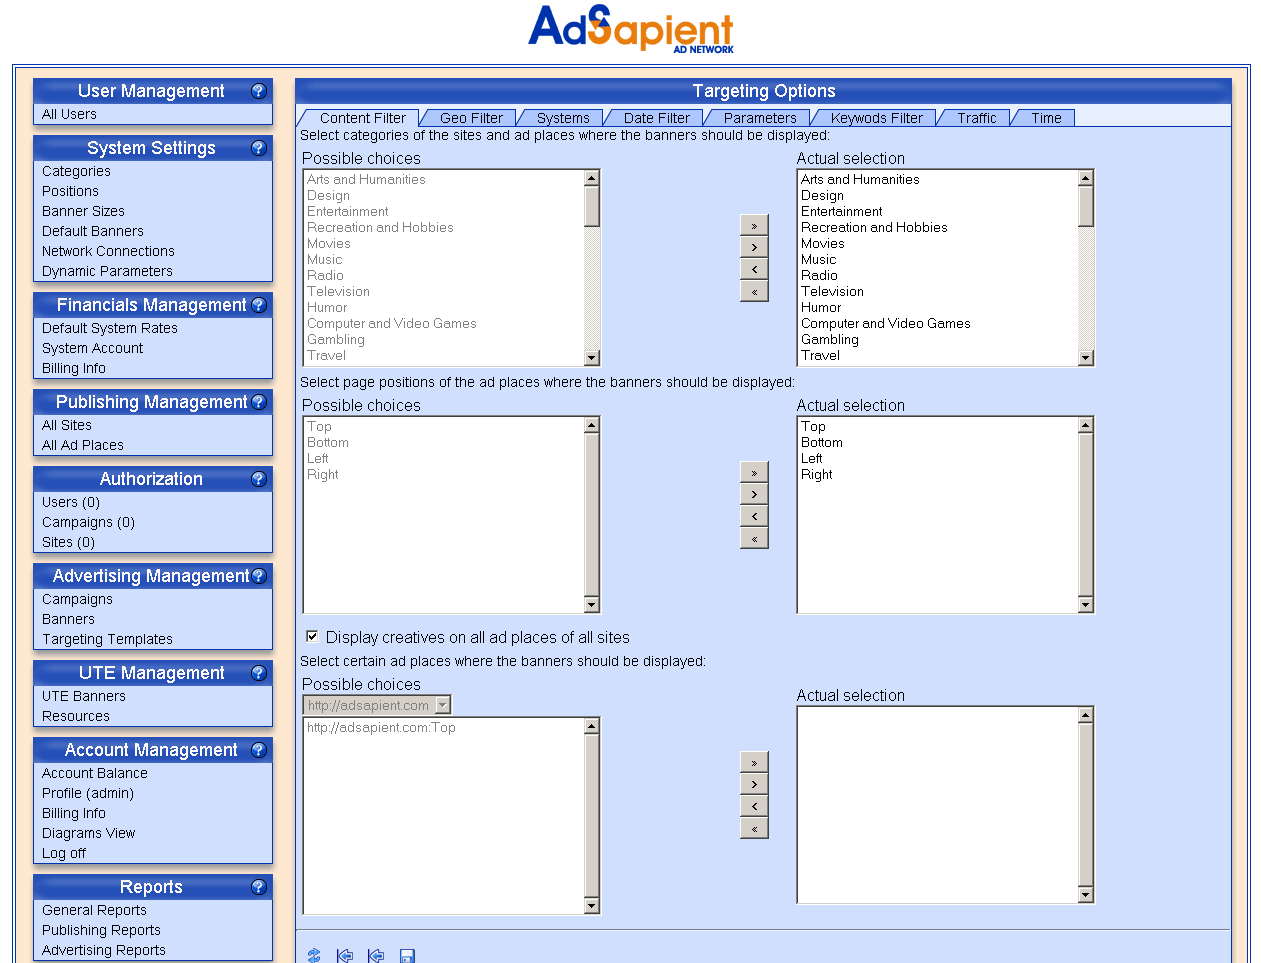 AdSapient
AD NETWORK
User Management ?
All Users
System Settings ?
Categories
Positions
Banner Sizes
Default Banners
Network Connections
Dynamic Parameters
Financials Management ?
Default System Rates
System Account
Billing Info
Publishing Management ?
All Sites
All Ad Places
Authorization ?
Users (0)
Campaigns (0)
Sites (0)
Advertising Management ?
Campaigns
Banners
Targeting Templates
UTE Management ?
UTE Banners
Resources
Account Management ?
Account Balance
Profile (admin)
Billing Info
Diagrams View
Log off
Reports ?
General Reports
Publishing Reports
Advertising Reports
Targeting Options
Content Filter Geo Filter Systems Date Filter Parameters Keywods Filter Traffic Time
Select categories of the sites and ad places where the banners should be displayed:
Possible choices
Arts and Humanities
Design
Entertainment
Recreation and Hobbies
Movies
Music
Radio
Television
Humor
Computer and Video Games
Gambling
Travel
»
>
<
«
Actual selection
Arts and Humanities
Design
Entertainment
Recreation and Hobbies
Movies
Music
Radio
Television
Humor
Computer and Video Games
Gambling
Travel
Select page positions of the ad places where the banners should be displayed:
Possible choices
Top
Bottom
Left
Right
»
>
<
«
Actual selection
Top
Bottom
Left
Right
Display creatives on all ad places of all sites
Select certain ad places where the banners should be displayed:
Possible choices
http://adsapient.com
http://adsapient.com:Top
»
>
<
«
Actual selection